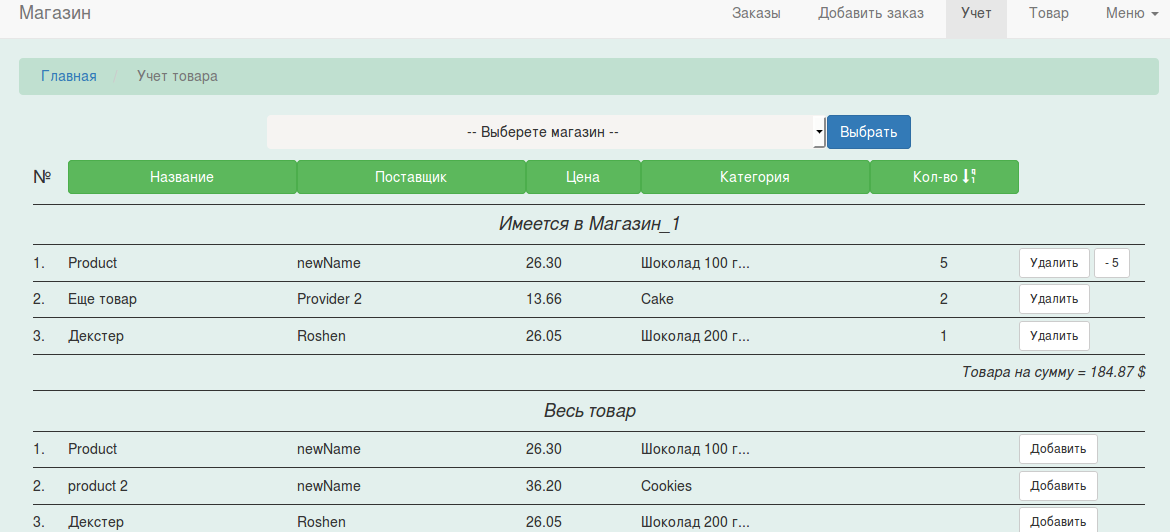 Магазин Заказы Добавить заказ Учет Товар Меню
Главная / Учет товара
-- Выберете магазин -- Выбрать
№ Название Поставщик Цена Категория Кол-во
Имеется в Магазин_1
1. Product newName 26.30 Шоколад 100 г... 5 Удалить - 5
2. Еще товар Provider 2 13.66 Cake 2 Удалить
3. Декстер Roshen 26.05 Шоколад 200 г... 1 Удалить
Товара на сумму = 184.87 $
Весь товар
1. Product newName 26.30 Шоколад 100 г... Добавить
2. product 2 newName 36.20 Cookies Добавить
3. Декстер Roshen 26.05 Шоколад 200 г... Добавить